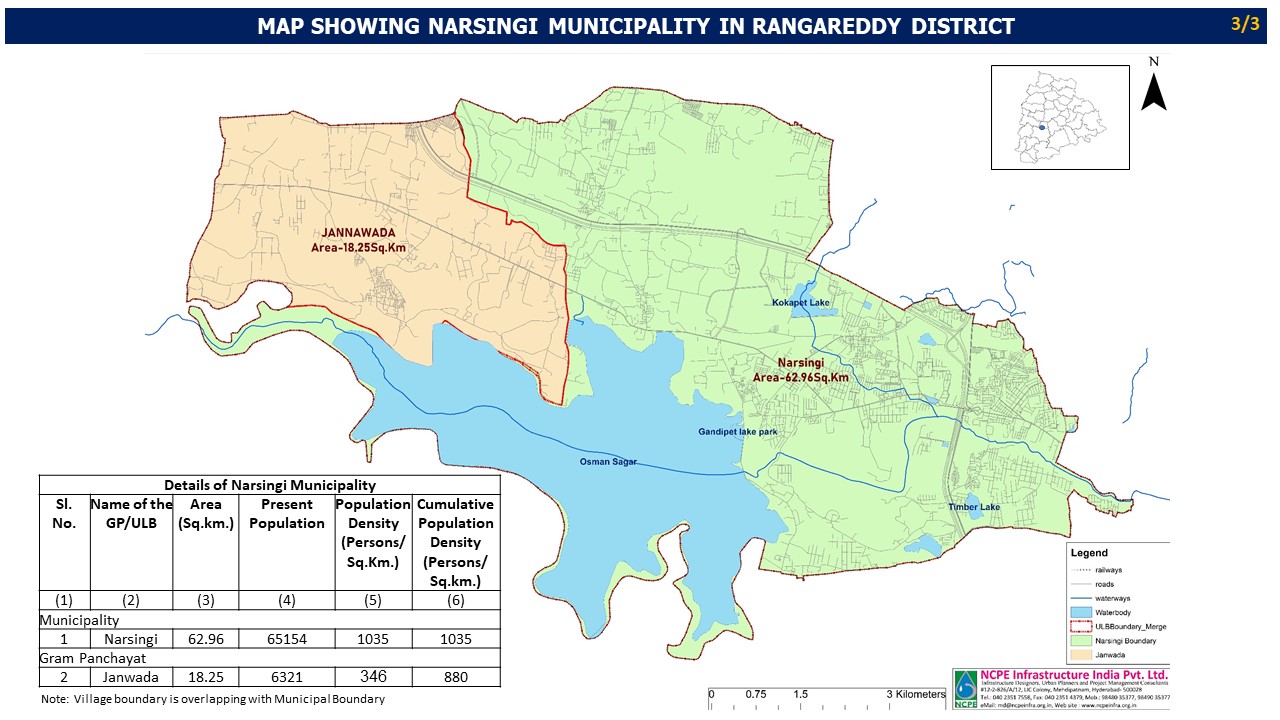 MAP SHOWING NARSINGI MUNICIPALITY IN RANGAREDDY DISTRICT
3/3
N
JANNAWADA
Area-18.25Sq.Km
Kokapet Lake
Narsingi
Area-62.96Sq.Km
Gandipet lake park
Osman Sagar
Timber Lake
Details of Narsingi Municipality
Sl. No. Name of the GP/ULB Area (Sq.km.) Present Population Population Density (Persons/ Sq.Km.) Cumulative Population Density (Persons/ Sq.km.)
(1) (2) (3) (4) (5) (6)
Municipality
1 Narsingi 62.96 65154 1035 1035
Gram Panchayat
2 Janwada 18.25 6321 346 880
Note: Village boundary is overlapping with Municipal Boundary
Legend
railways
roads
waterways
Waterbody
ULBBoundary_Merge
Narsingi Boundary
Janwada
0 0.75 1.5 3 Kilometers
NCPE
NCPE Infrastructure India Pvt. Ltd.
Infrastructure Designers, Urban Planners and Project Management Consultants
#12-2-826/A/12, LIC Colony, Mehdipatnam, Hyderabad- 500028
Tel.: 040 2351 7558, Fax: 040 2351 4379, Mob.: 98480 35377, 98490 35377
eMail: md@ncpeinfra.org.in, Web site : www.ncpeinfra.org.in